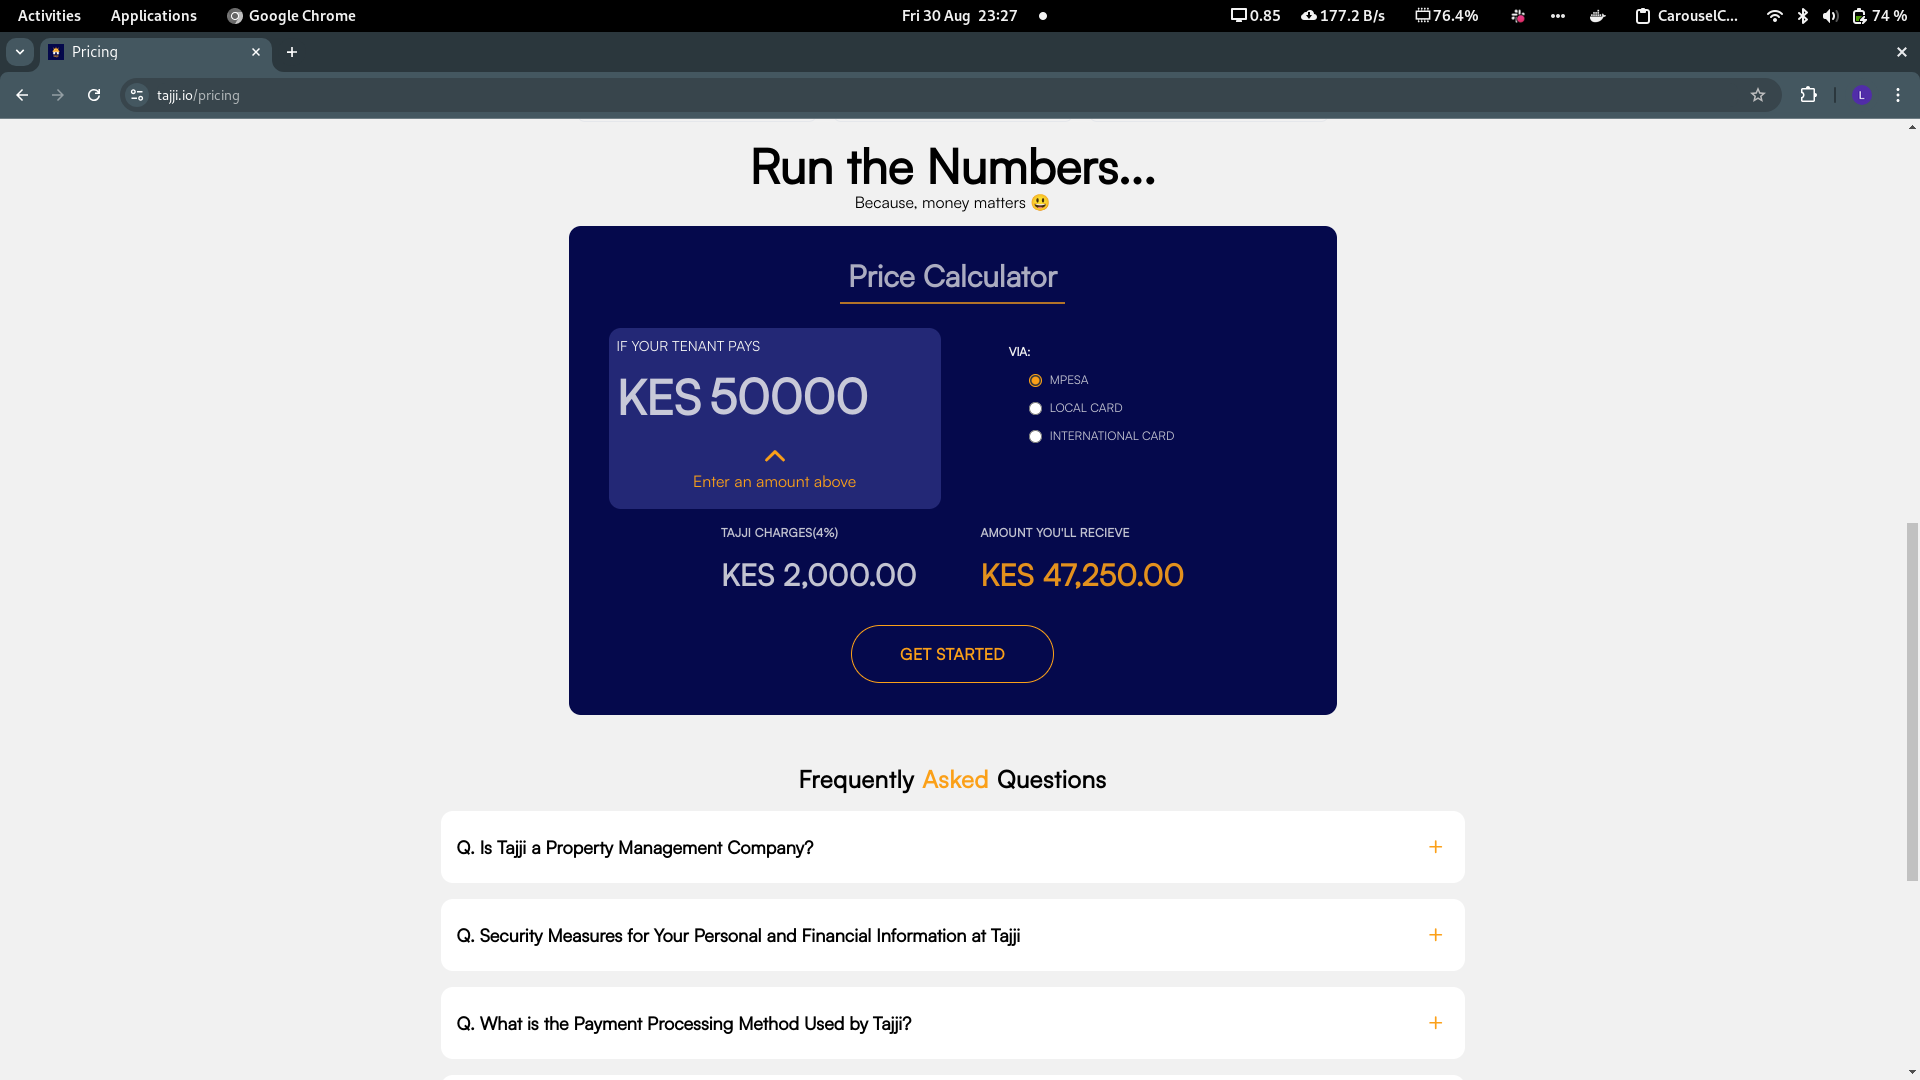 Activities
Applications
Google Chrome
Fri 30 Aug 23:27
0.85
177.2 B/s
76.4%
CarouselC...
74 %
Pricing
tajji.io/pricing
L
Run the Numbers...
Because, money matters 😃
Price Calculator
IF YOUR TENANT PAYS
KES 50000
Enter an amount above
VIA:
MPESA
LOCAL CARD
INTERNATIONAL CARD
TAJJI CHARGES(4%)
KES 2,000.00
AMOUNT YOU'LL RECIEVE
KES 47,250.00
GET STARTED
Frequently Asked Questions
Q. Is Tajji a Property Management Company?
Q. Security Measures for Your Personal and Financial Information at Tajji
Q. What is the Payment Processing Method Used by Tajji?